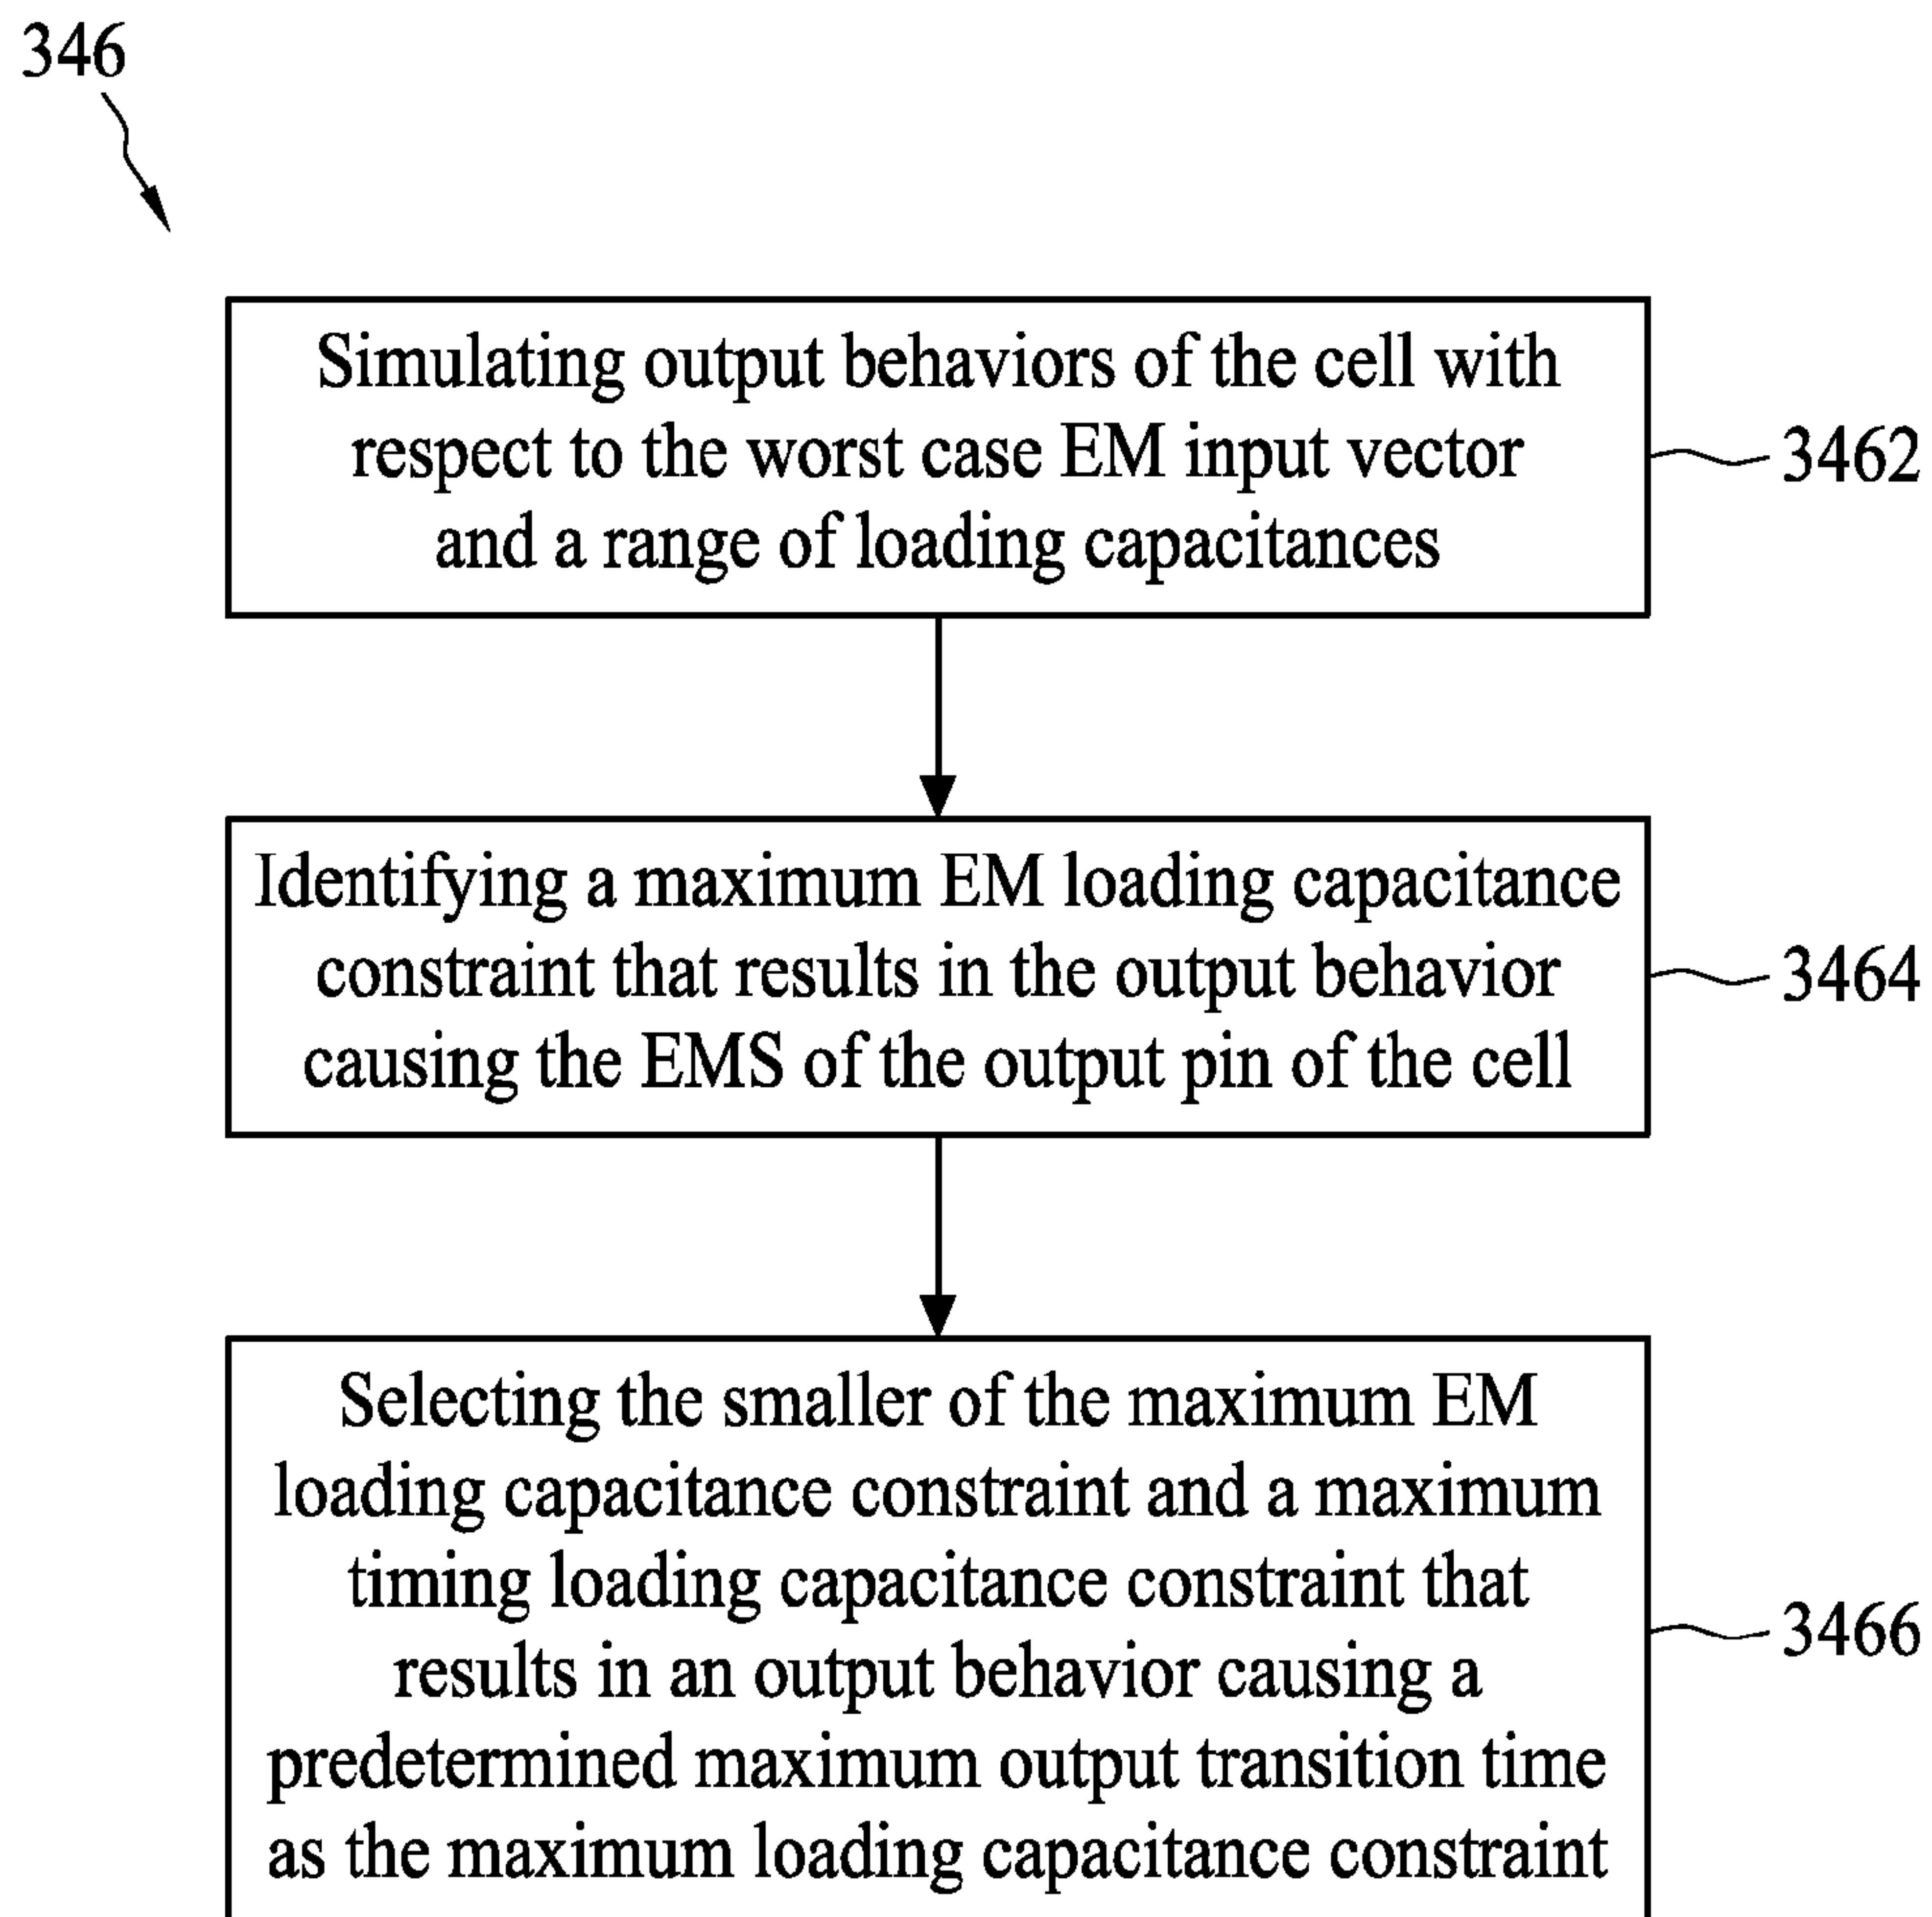 346
Simulating output behaviors of the cell with
respect to the worst case EM input vector
and a range of loading capacitances
3462
Identifying a maximum EM loading capacitance
constraint that results in the output behavior
causing the EMS of the output pin of the cell
3464
Selecting the smaller of the maximum EM
loading capacitance constraint and a maximum
timing loading capacitance constraint that
results in an output behavior causing a
predetermined maximum output transition time
as the maximum loading capacitance constraint
3466